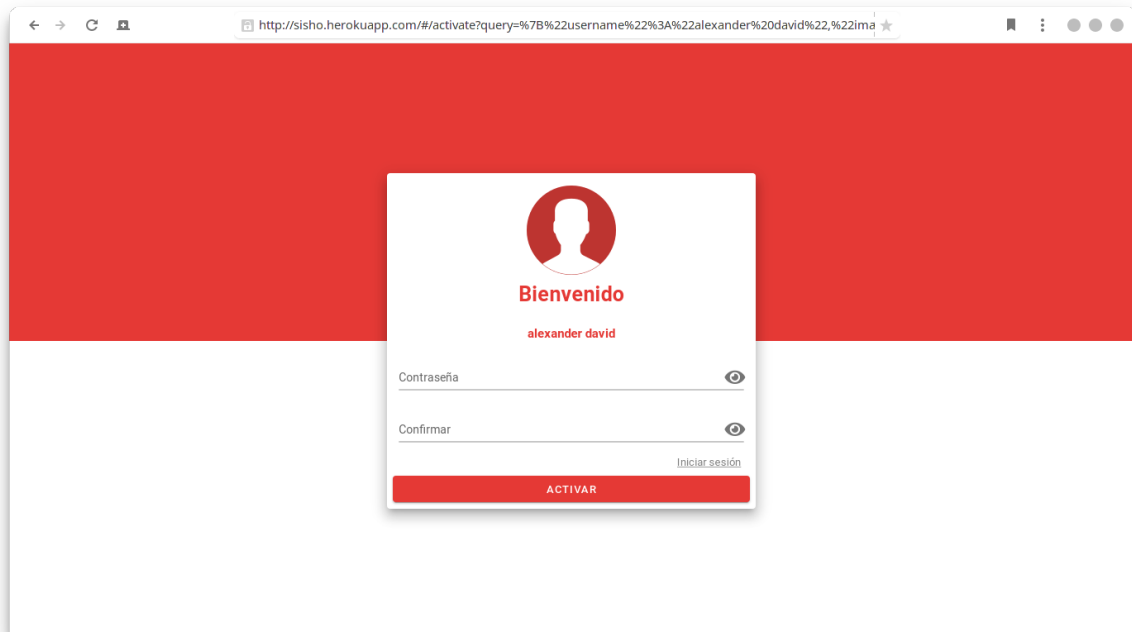 http://sisho.herokuapp.com/#/activate?query=%7B%22username%22%3A%22alexander%20david%22,%22ima
Bienvenido
alexander david
Contraseña
Confirmar
Iniciar sesión
ACTIVAR